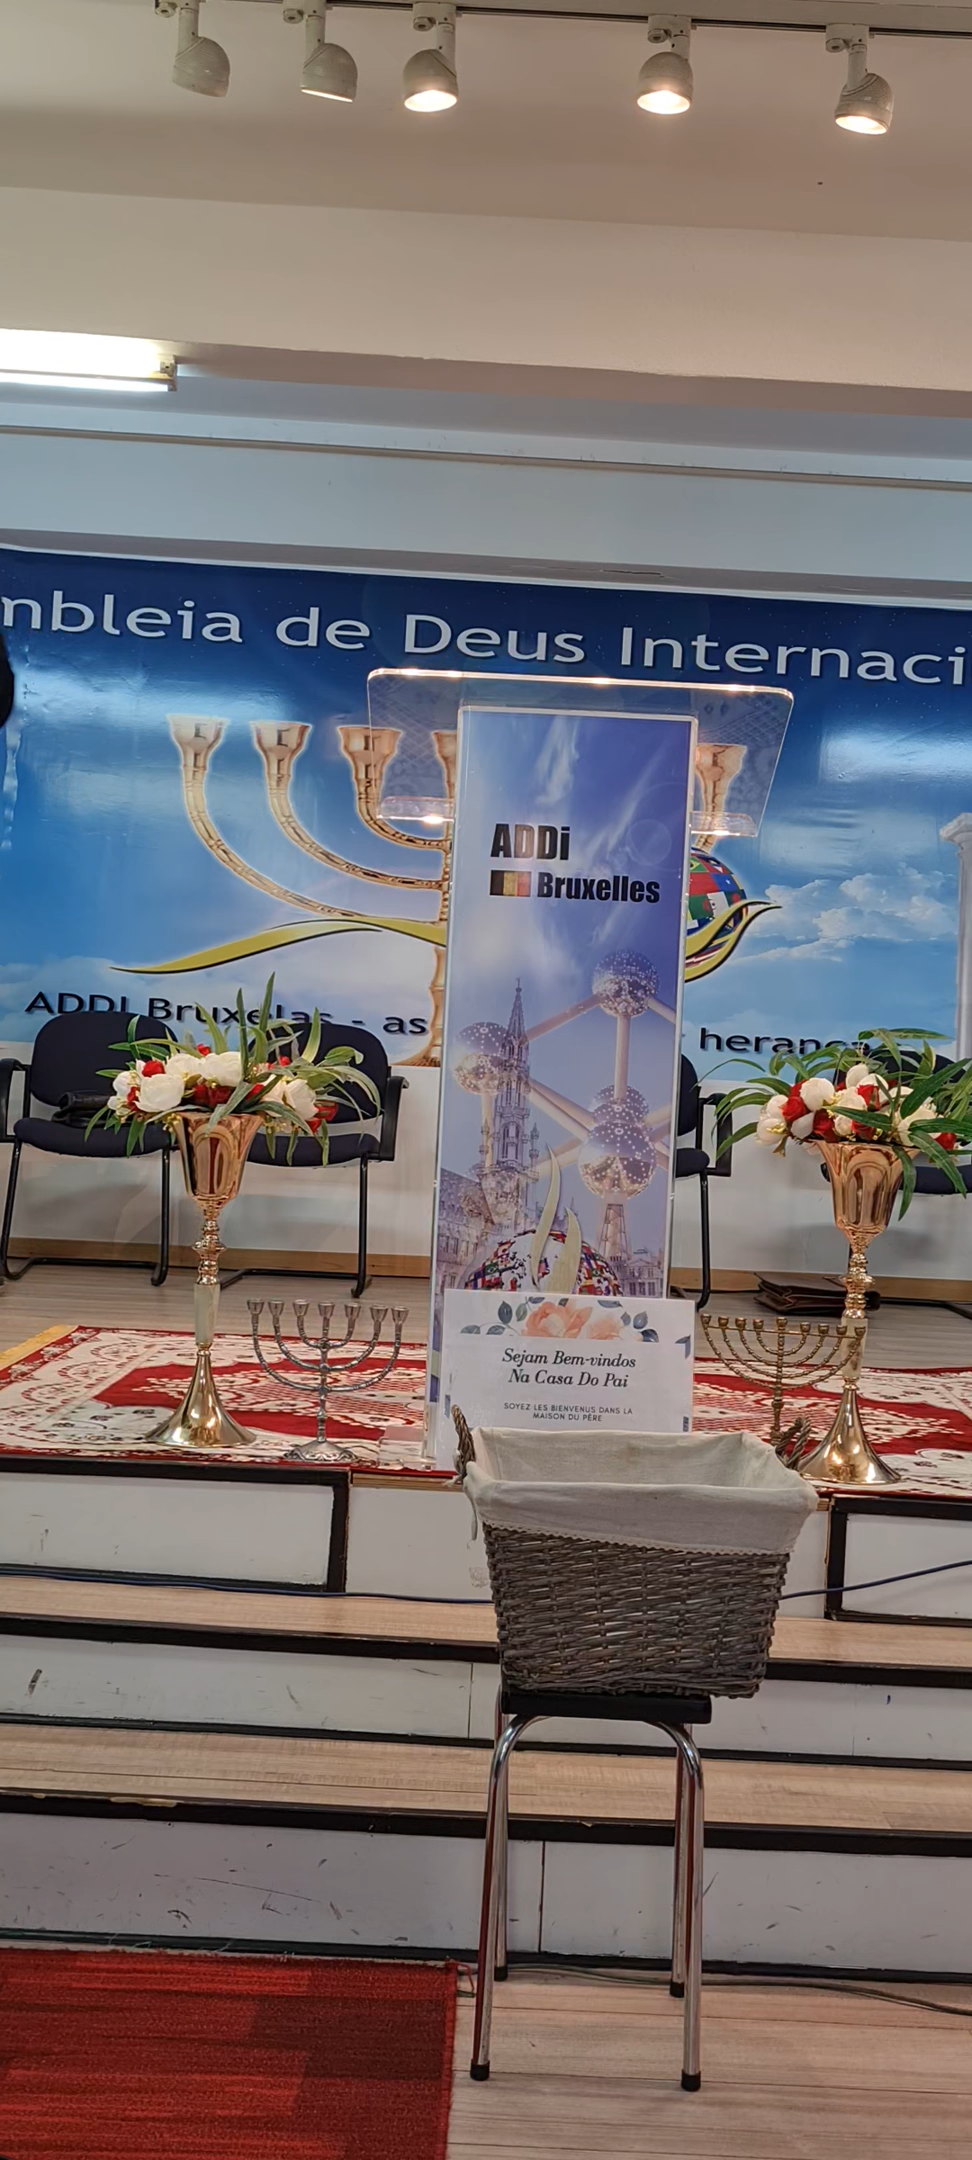 mbleia de Deus Internaci
ADDi
Bruxelles
ADDI Bruxelas - as
heran
Sejam Bem-vindos
Na Casa Do Pai
SOYEZ LES BIENVENUS DANS LA
MAISON DU PÈRE